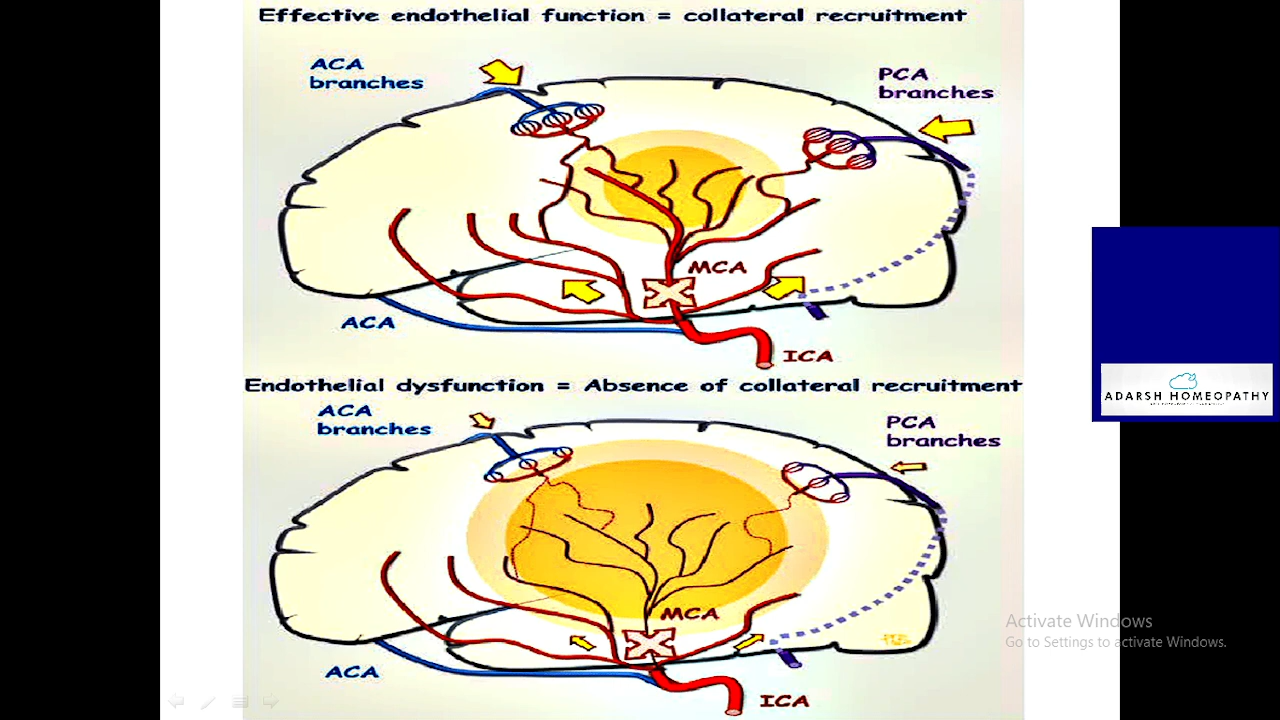 Effective endothelial function = collateral recruitment
ACA
branches
PCA
branches
MCA
ACA
ICA
Endothelial dysfunction = Absence of collateral recruitment
ACA
branches
PCA
branches
MCA
ACA
ICA
ADARSH HOMEOPATHY
Activate Windows
Go to Settings to activate Windows.